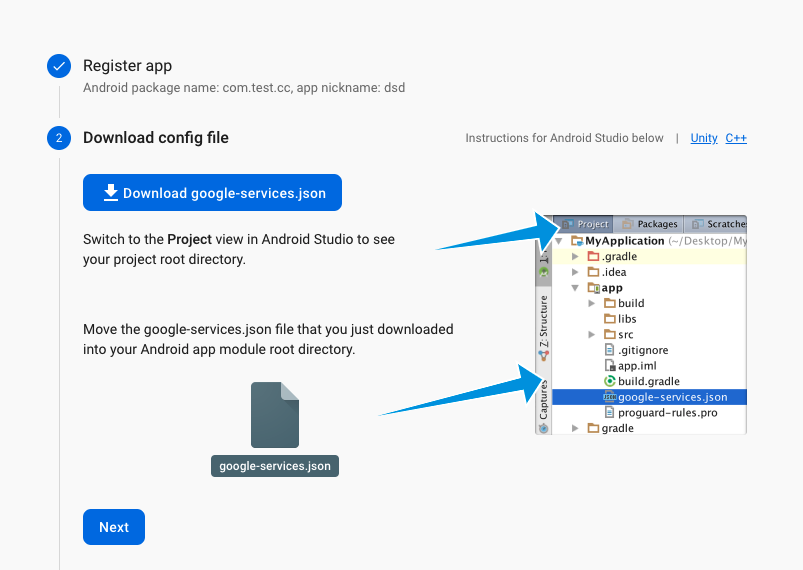 Register app
Android package name: com.test.cc, app nickname: dsd
2
Download config file
Instructions for Android Studio below | Unity C++
Download google-services.json
Switch to the Project view in Android Studio to see
your project root directory.
Move the google-services.json file that you just downloaded
into your Android app module root directory.
google-services.json
Next
Project Packages Scratche
MyApplication (~/Desktop/My
.gradle
.idea
app
build
libs
src
.gitignore
app.iml
build.gradle
google-services.json
proguard-rules.pro
gradle
Z: Structure
Captures